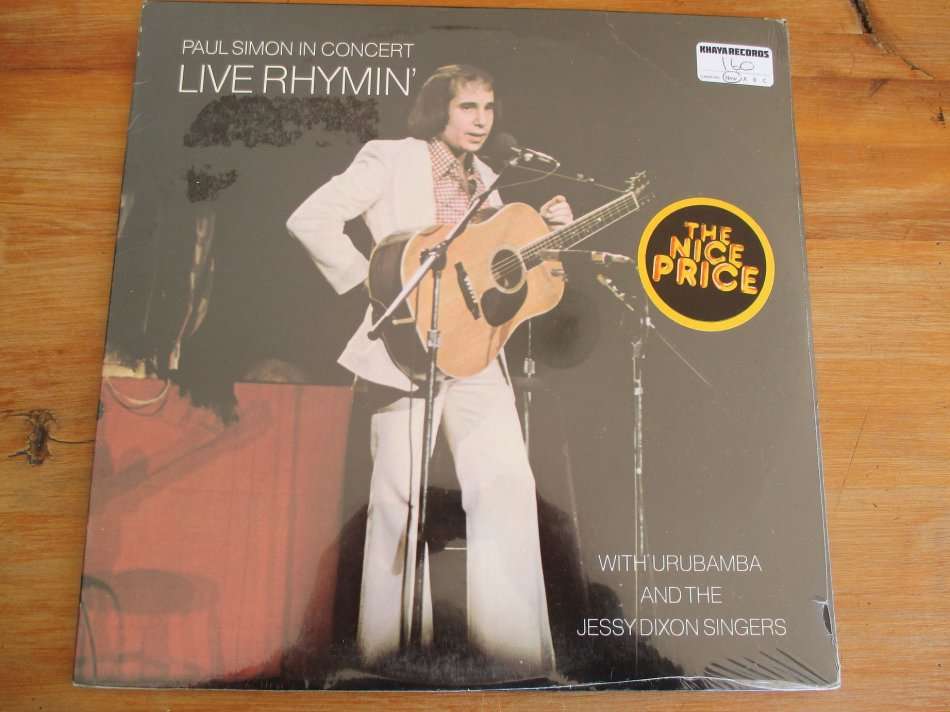 PAUL SIMON IN CONCERT
LIVE RHYMIN'
KHAYA RECORDS
160
New A B C
THE
NICE
PRICE
WITH URUBAMBA
AND THE
JESSY DIXON SINGERS